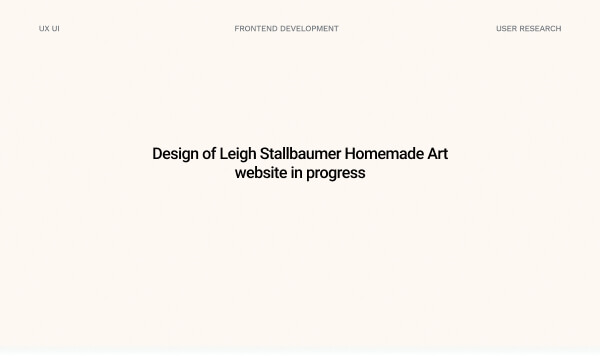 UX UI
FRONTEND DEVELOPMENT
USER RESEARCH
Design of Leigh Stallbaumer Homemade Art
website in progress